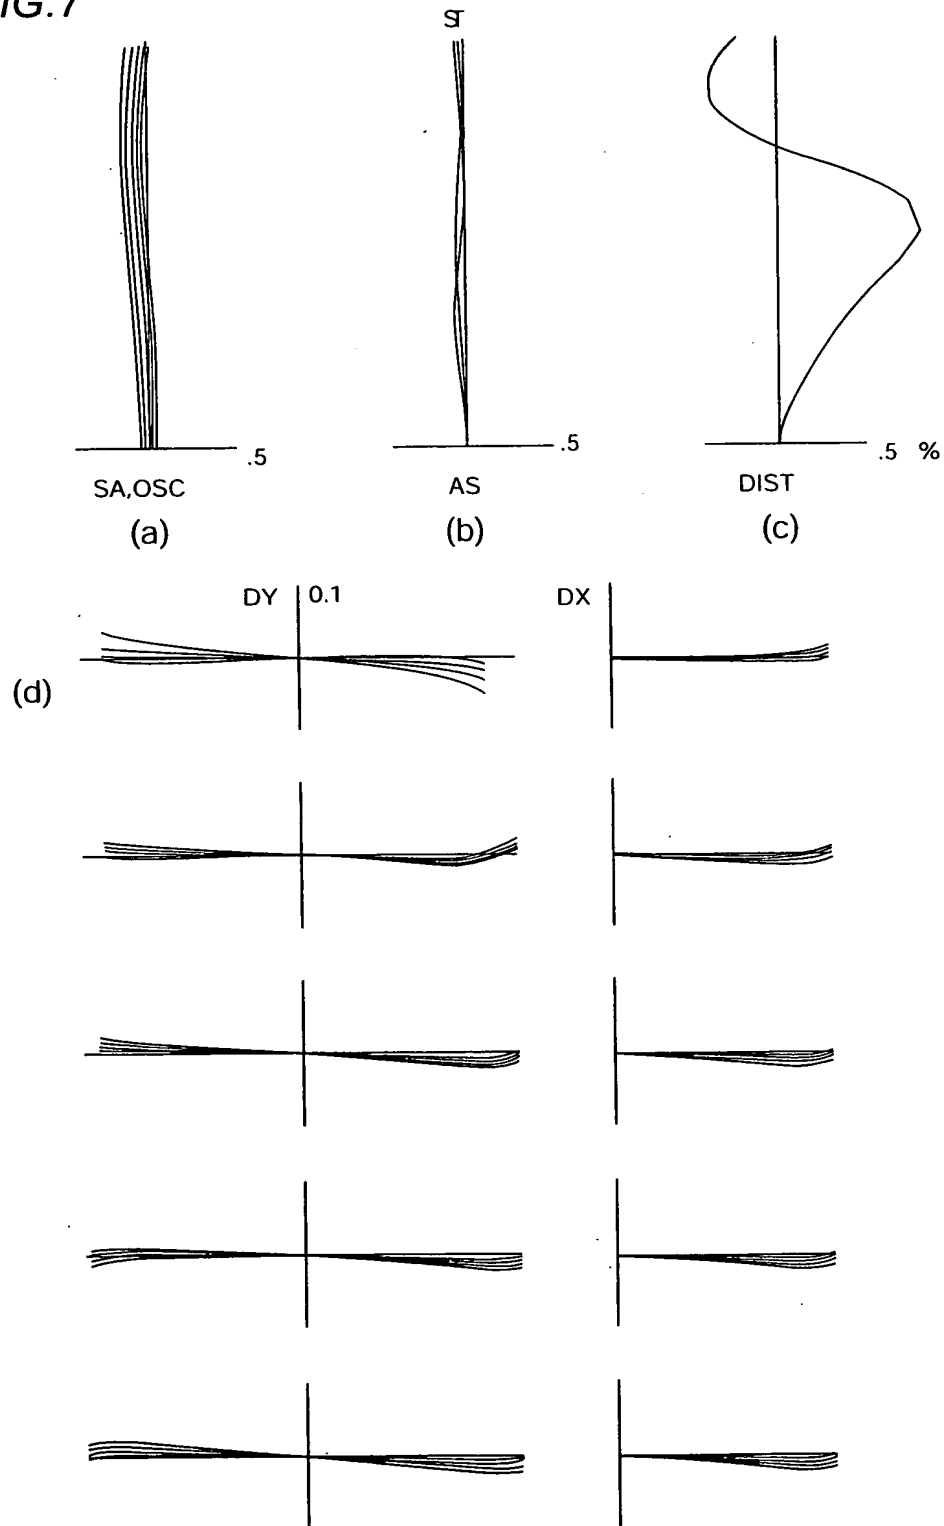 IG.7
ST
.5
.5
.5 %
SA,OSC
AS
DIST
(a)
(b)
(c)
DY 0.1
DX
(d)